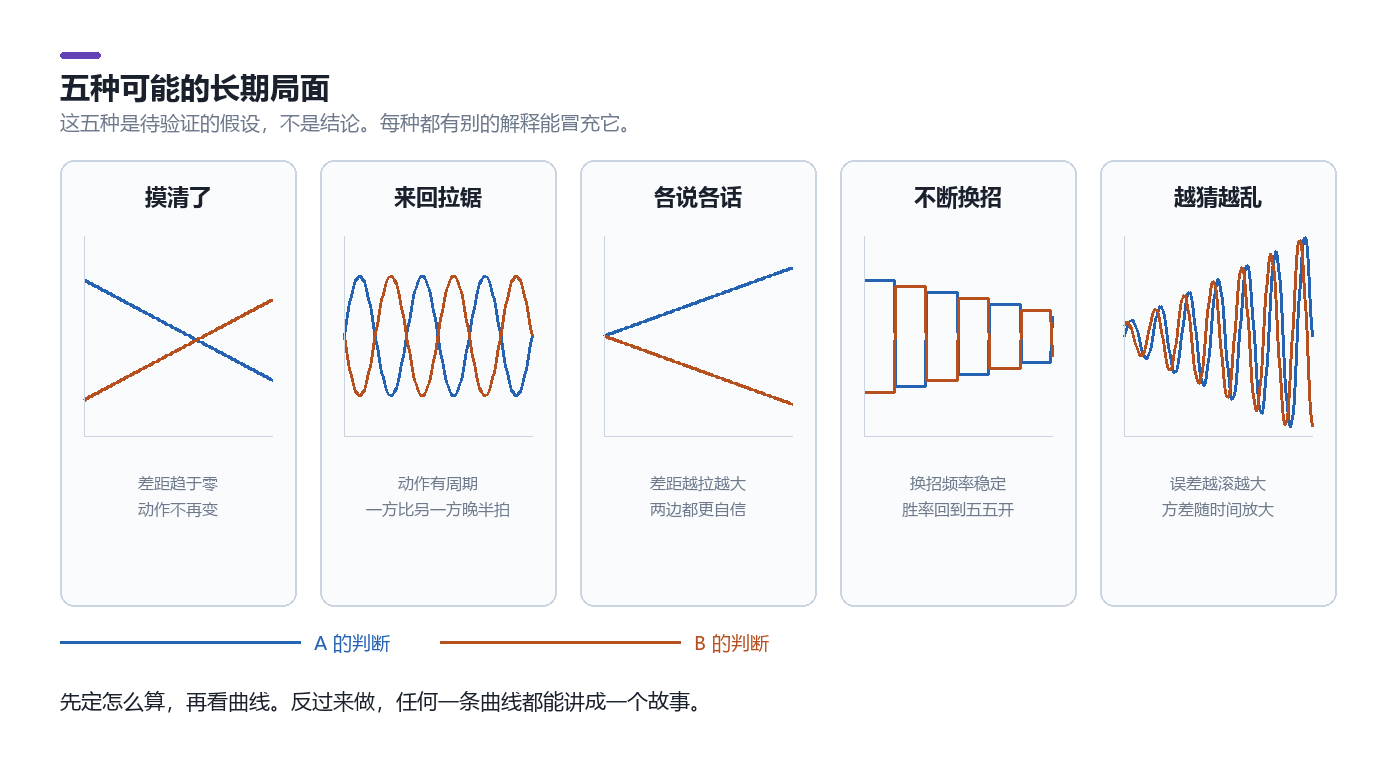 五种可能的长期局面
这五种是待验证的假设，不是结论。每种都有别的解释能冒充它。
摸清了
来回拉锯
各说各话
不断换招
越猜越乱
差距趋于零
动作不再变
动作有周期
一方比另一方晚半拍
差距越拉越大
两边都更自信
换招频率稳定
胜率回到五五开
误差越滚越大
方差随时间放大
A 的判断
B 的判断
先定怎么算，再看曲线。反过来做，任何一条曲线都能讲成一个故事。